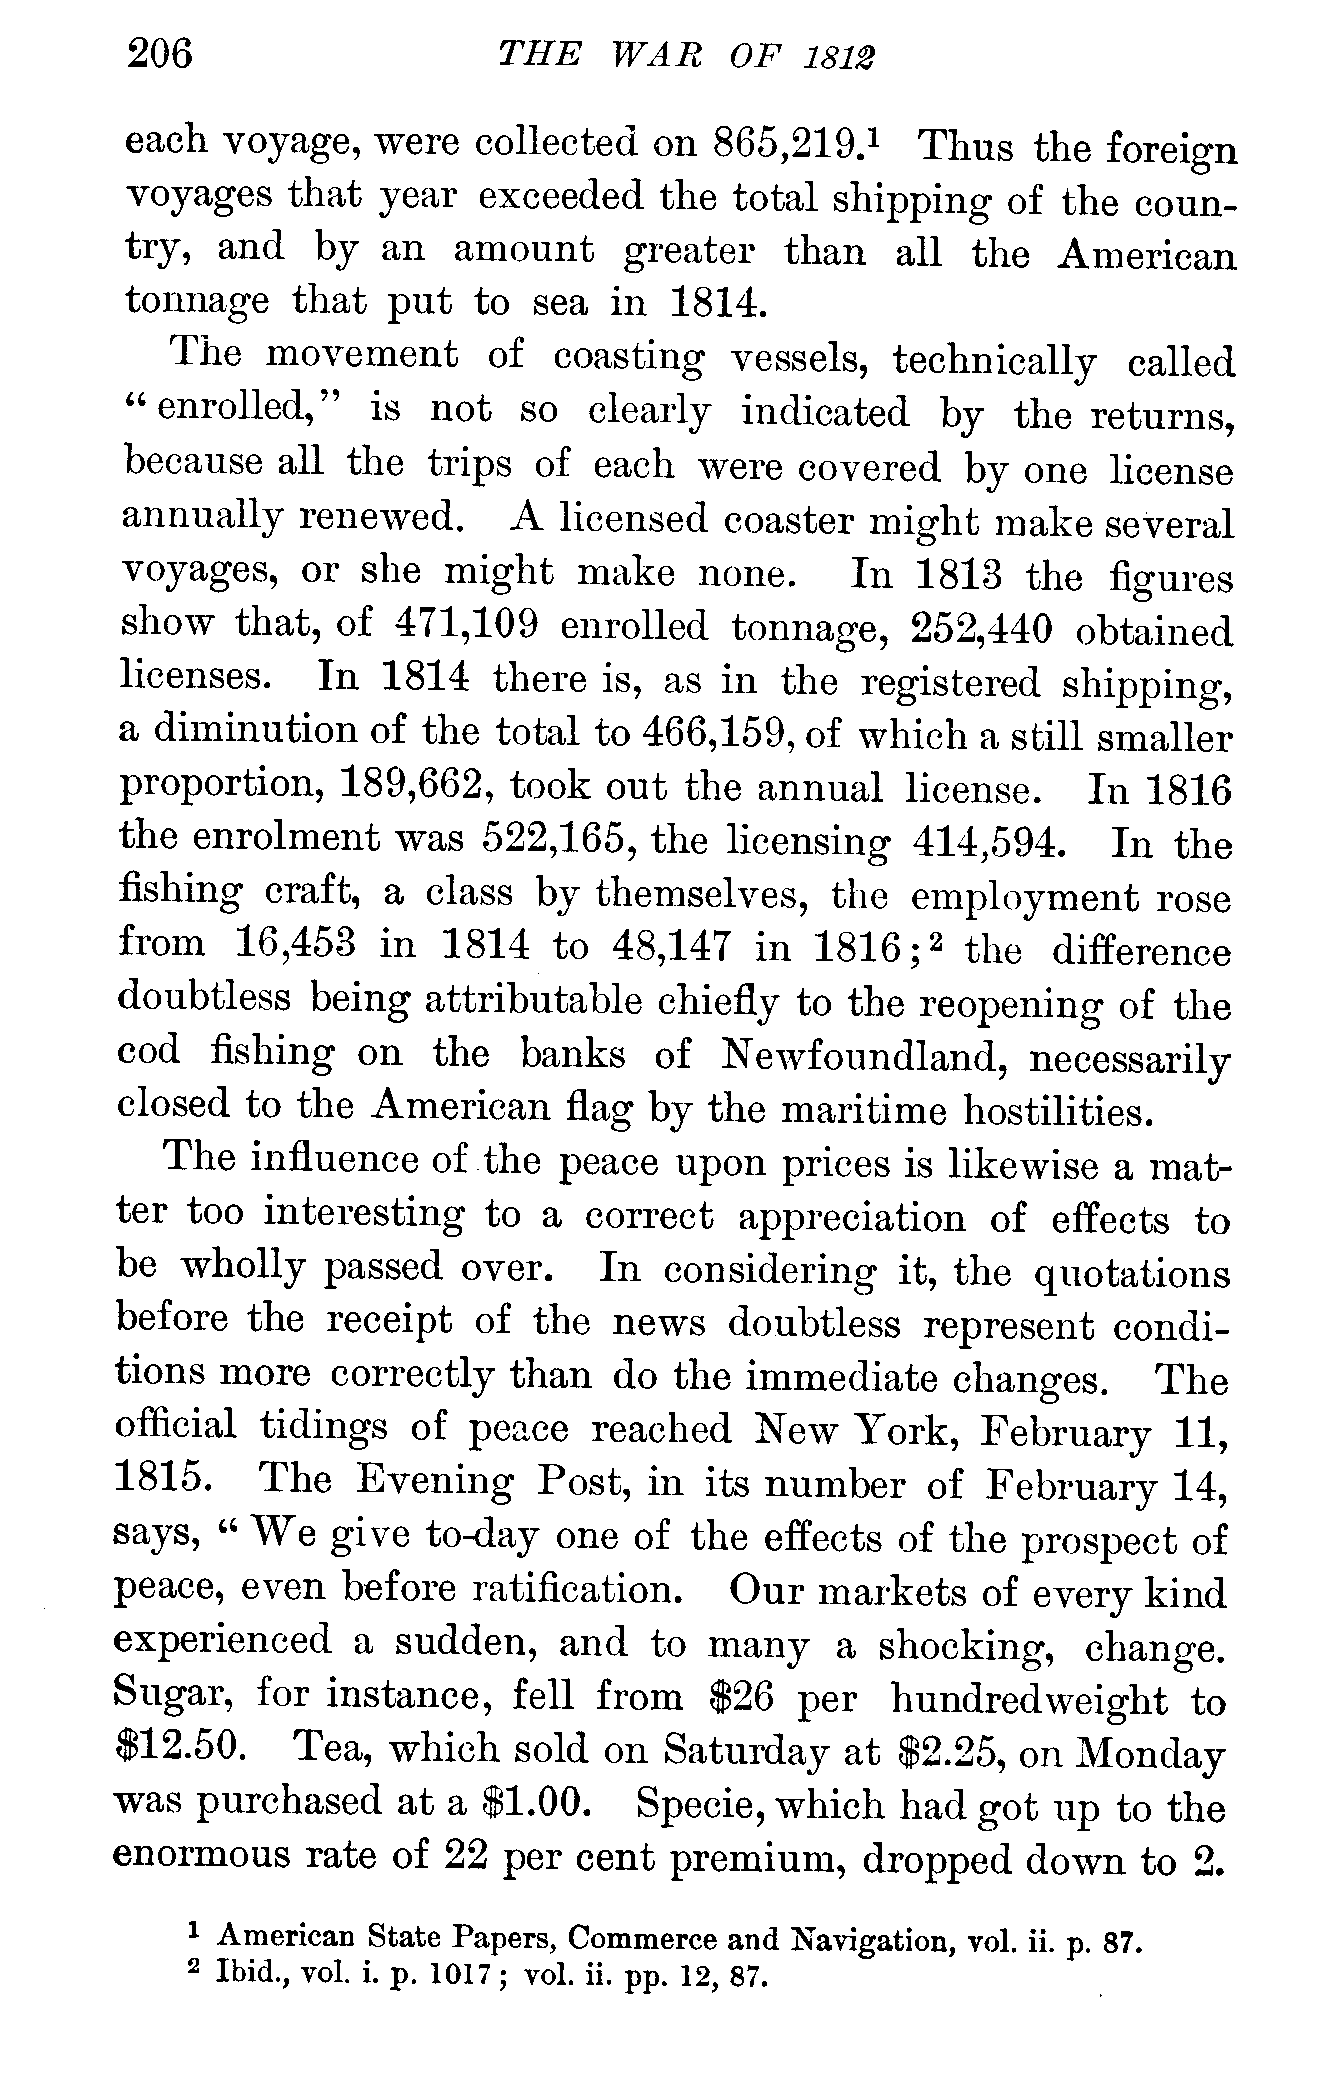 206 THE WAR OF 1812
each voyage, were collected on 865,219.¹ Thus the foreign
voyages that year exceeded the total shipping of the coun-
try, and by an amount greater than all the American
tonnage that put to sea in 1814.
The movement of coasting vessels, technically called
“enrolled,” is not so clearly indicated by the returns,
because all the trips of each were covered by one license
annually renewed. A licensed coaster might make several
voyages, or she might make none. In 1813 the figures
show that, of 471,109 enrolled tonnage, 252,440 obtained
licenses. In 1814 there is, as in the registered shipping,
a diminution of the total to 466,159, of which a still smaller
proportion, 189,662, took out the annual license. In 1816
the enrolment was 522,165, the licensing 414,594. In the
fishing craft, a class by themselves, the employment rose
from 16,453 in 1814 to 48,147 in 1816;² the difference
doubtless being attributable chiefly to the reopening of the
cod fishing on the banks of Newfoundland, necessarily
closed to the American flag by the maritime hostilities.
The influence of the peace upon prices is likewise a mat-
ter too interesting to a correct appreciation of effects to
be wholly passed over. In considering it, the quotations
before the receipt of the news doubtless represent condi-
tions more correctly than do the immediate changes. The
official tidings of peace reached New York, February 11,
1815. The Evening Post, in its number of February 14,
says, “We give to-day one of the effects of the prospect of
peace, even before ratification. Our markets of every kind
experienced a sudden, and to many a shocking, change.
Sugar, for instance, fell from $26 per hundredweight to
$12.50. Tea, which sold on Saturday at $2.25, on Monday
was purchased at a $1.00. Specie, which had got up to the
enormous rate of 22 per cent premium, dropped down to 2.
¹ American State Papers, Commerce and Navigation, vol. ii. p. 87.
² Ibid., vol. i. p. 1017; vol. ii. pp. 12, 87.